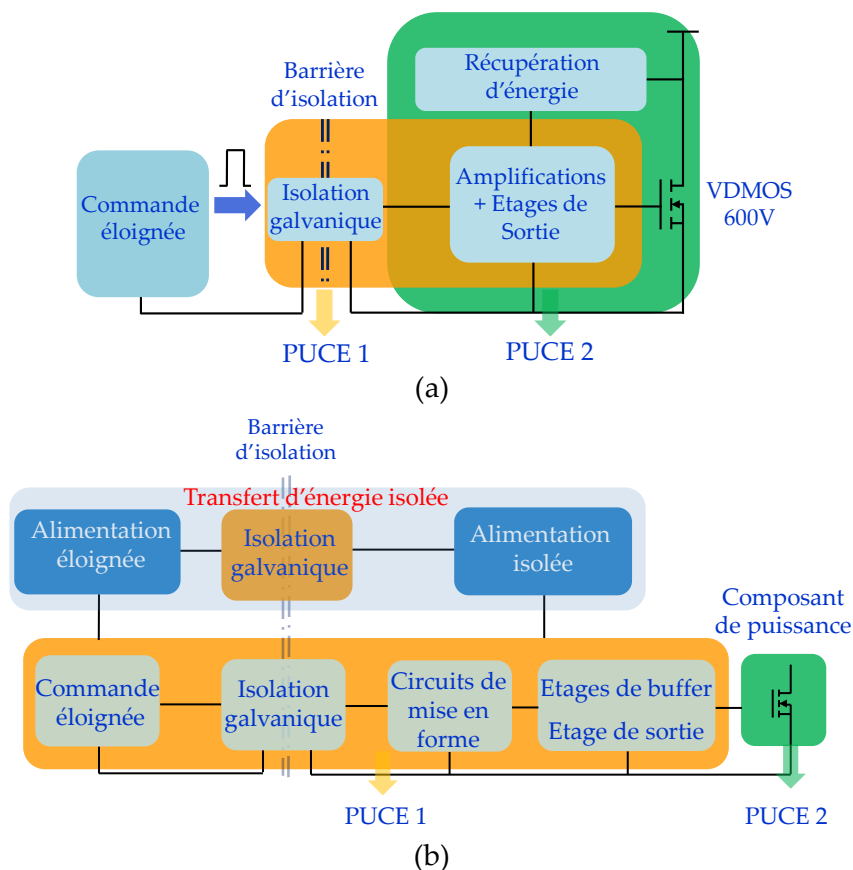 Récupération
d'énergie
Barrière
d'isolation
Commande
éloignée
Isolation
galvanique
Amplifications
+ Etages de
Sortie
VDMOS
600V
PUCE 1
PUCE 2
(a)
Barrière
d'isolation
Transfert d'énergie isolée
Alimentation
éloignée
Isolation
galvanique
Alimentation
isolée
Composant
de puissance
Commande
éloignée
Isolation
galvanique
Circuits de
mise en
forme
Etages de buffer
Etage de sortie
PUCE 1
PUCE 2
(b)